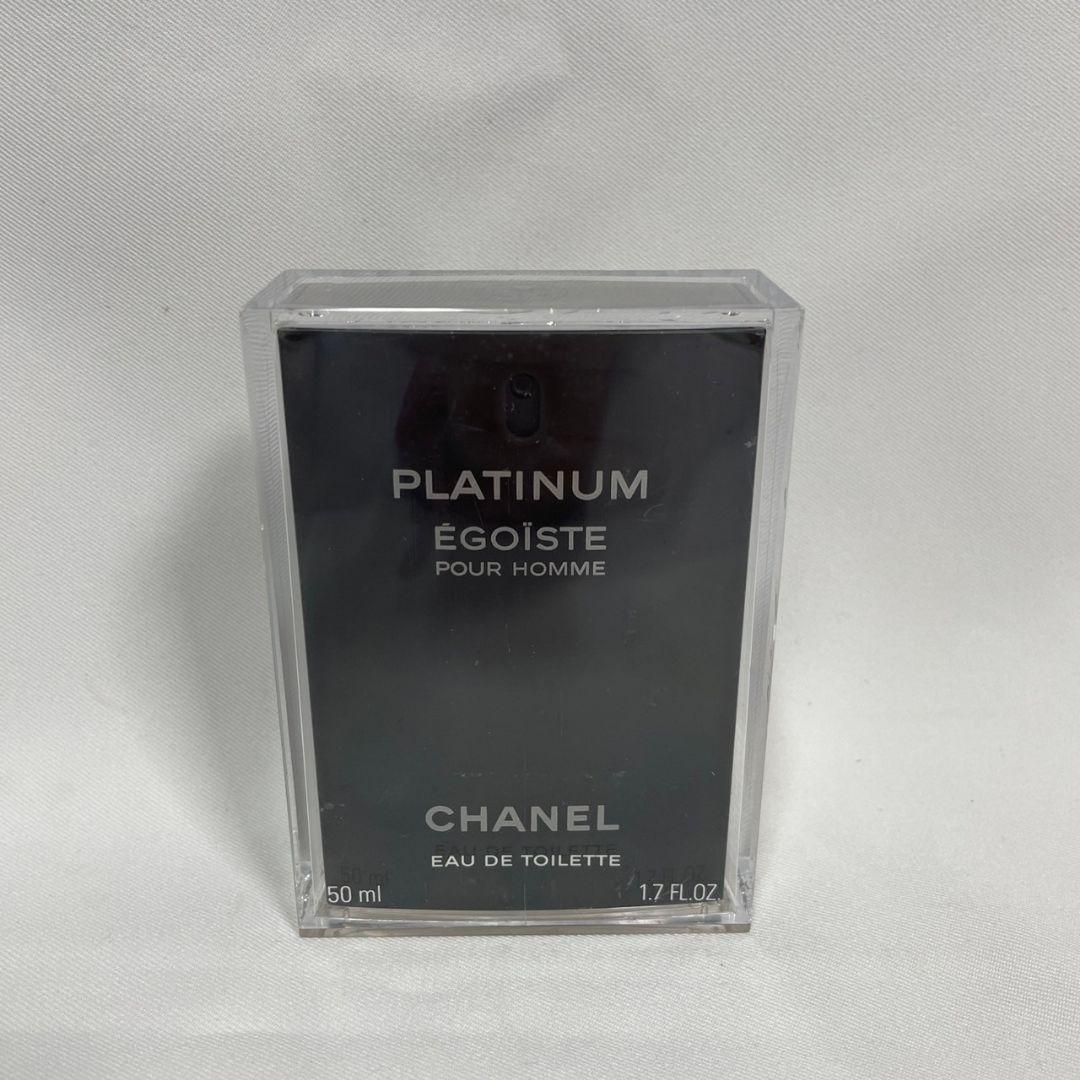 PLATINUM
ÉGOÏSTE
POUR HOMME
CHANEL
EAU DE TOILETTE
50 ml 1.7 FL.OZ.